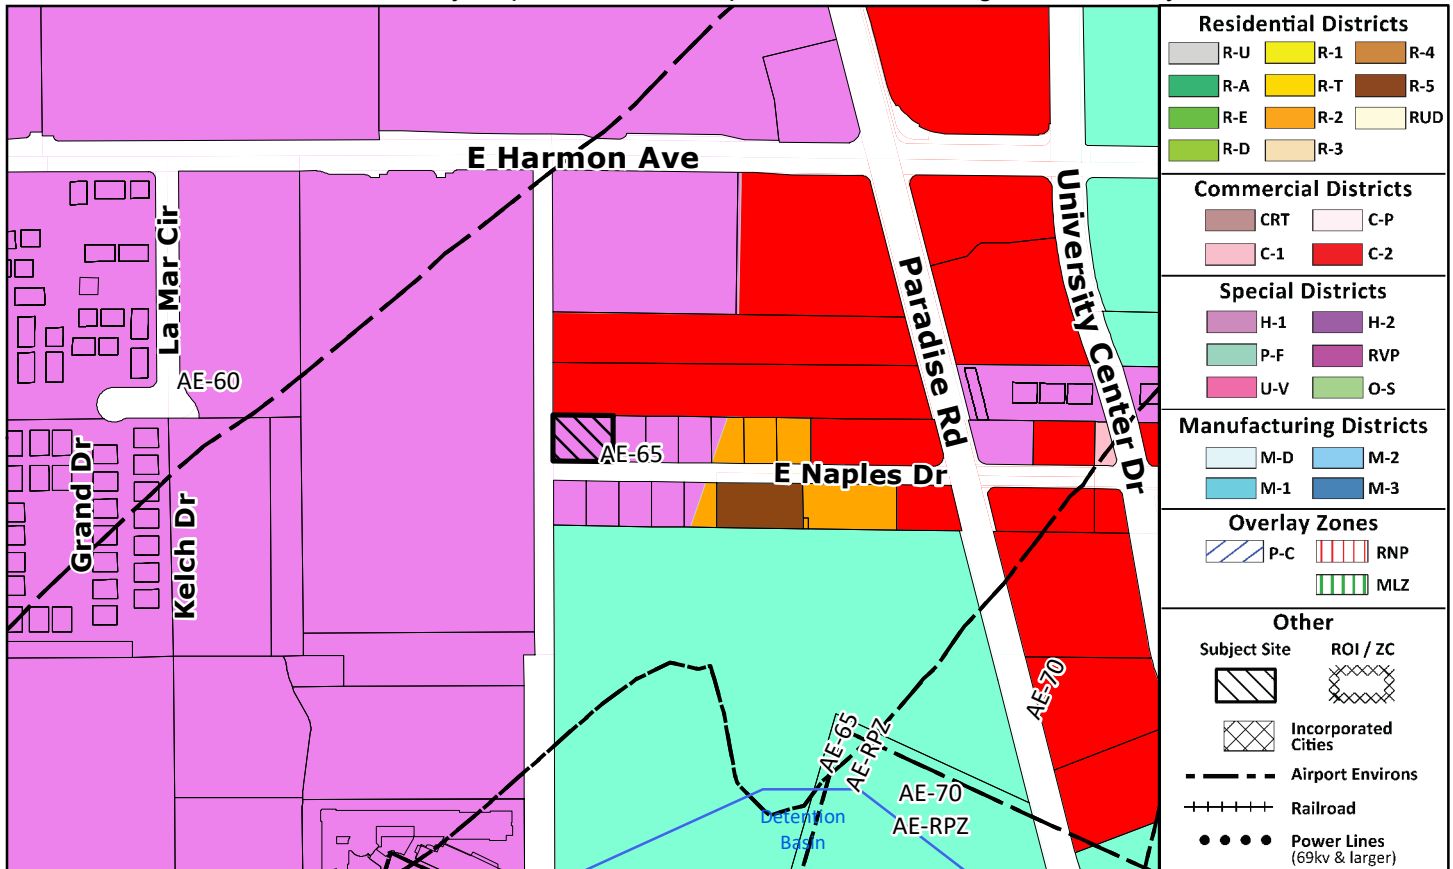 E Harmon Ave
La Mar Cir
AE-60
University Center Dr
Paradise Rd
AE-65
E Naples Dr
Grand Dr
Kelch Dr
AE-70
AE-65
AE-RPZ
AE-70
AE-RPZ
Detention
Basin
Residential Districts
R-U R-1 R-4
R-A R-T R-5
R-E R-2 RUD
R-D R-3
Commercial Districts
CRT C-P
C-1 C-2
Special Districts
H-1 H-2
P-F RVP
U-V O-S
Manufacturing Districts
M-D M-2
M-1 M-3
Overlay Zones
P-C RNP
MLZ
Other
Subject Site ROI / ZC
Incorporated
Cities
Airport Environs
Railroad
Power Lines
(69kv & larger)